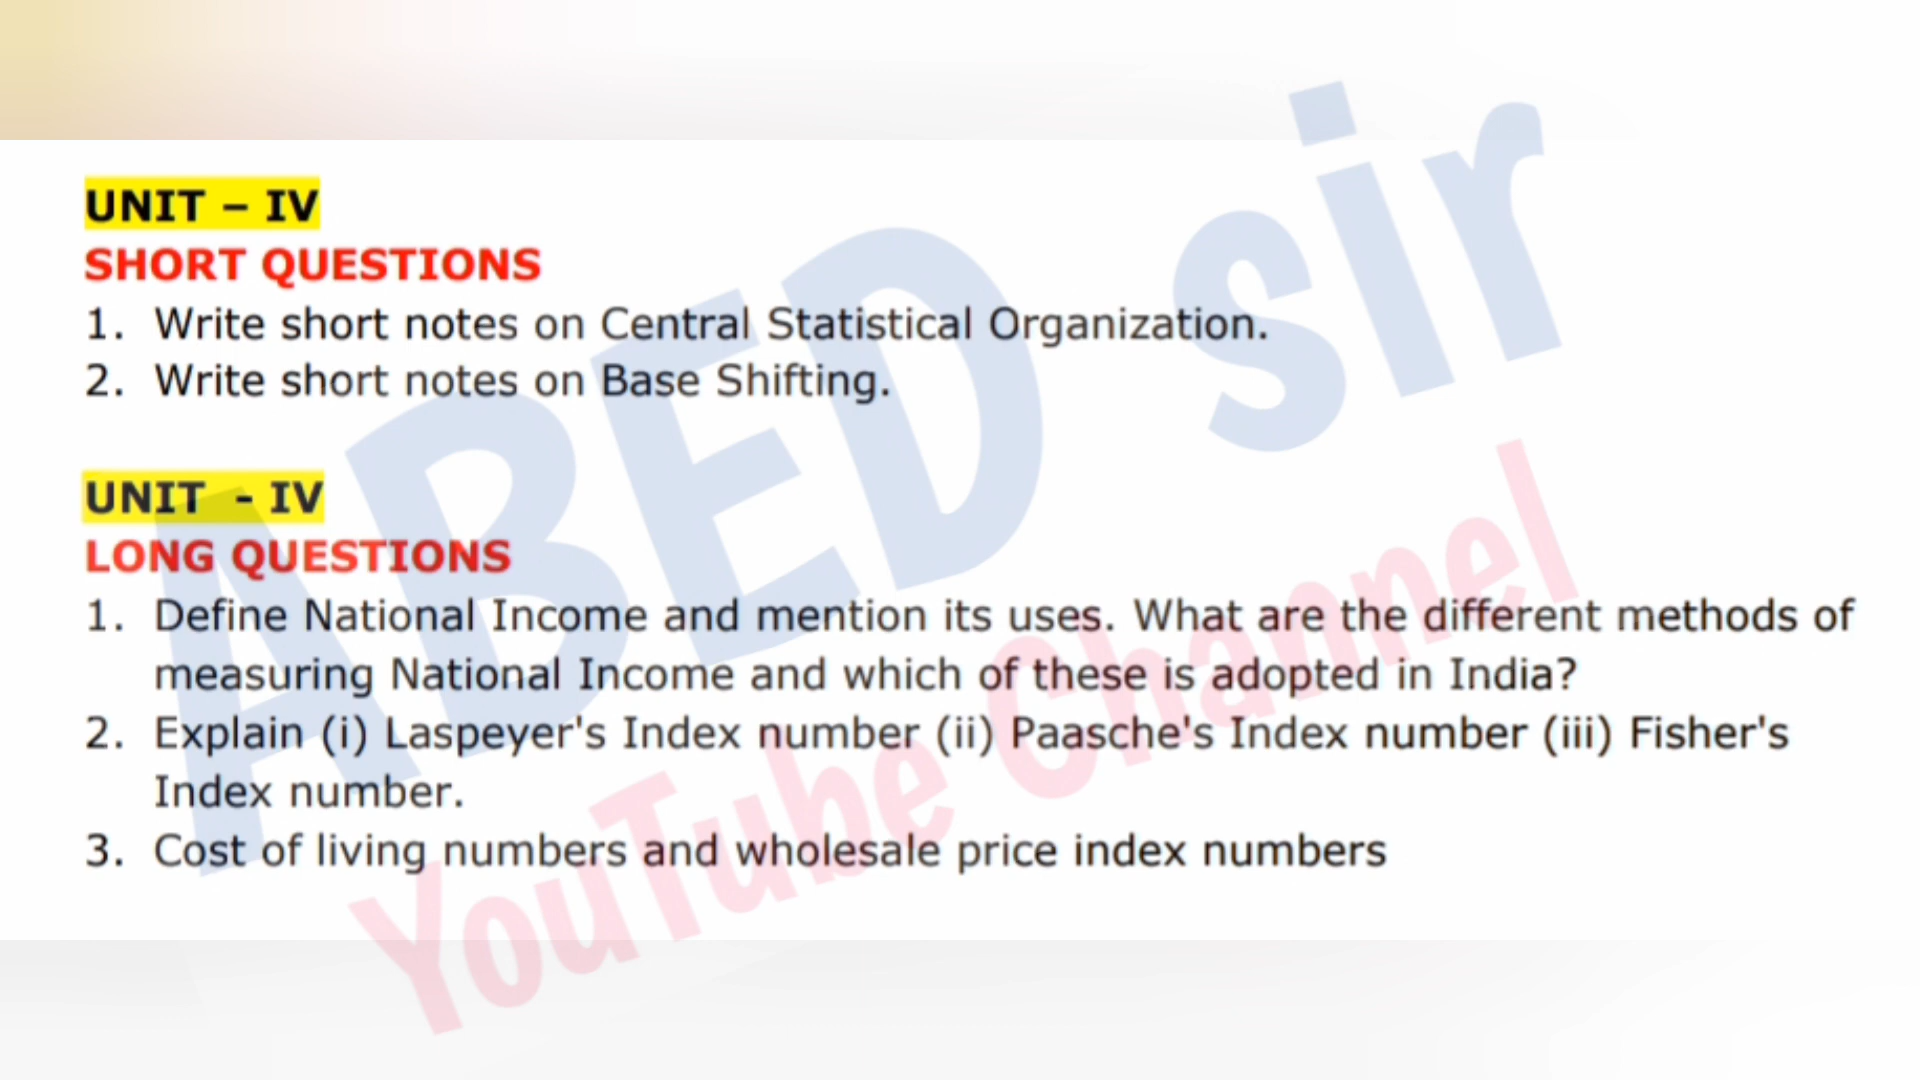 UNIT – IV
SHORT QUESTIONS
1. Write short notes on Central Statistical Organization.
2. Write short notes on Base Shifting.
UNIT - IV
LONG QUESTIONS
1. Define National Income and mention its uses. What are the different methods of
measuring National Income and which of these is adopted in India?
2. Explain (i) Laspeyer's Index number (ii) Paasche's Index number (iii) Fisher's
Index number.
3. Cost of living numbers and wholesale price index numbers
ABED sir
YouTube Channel